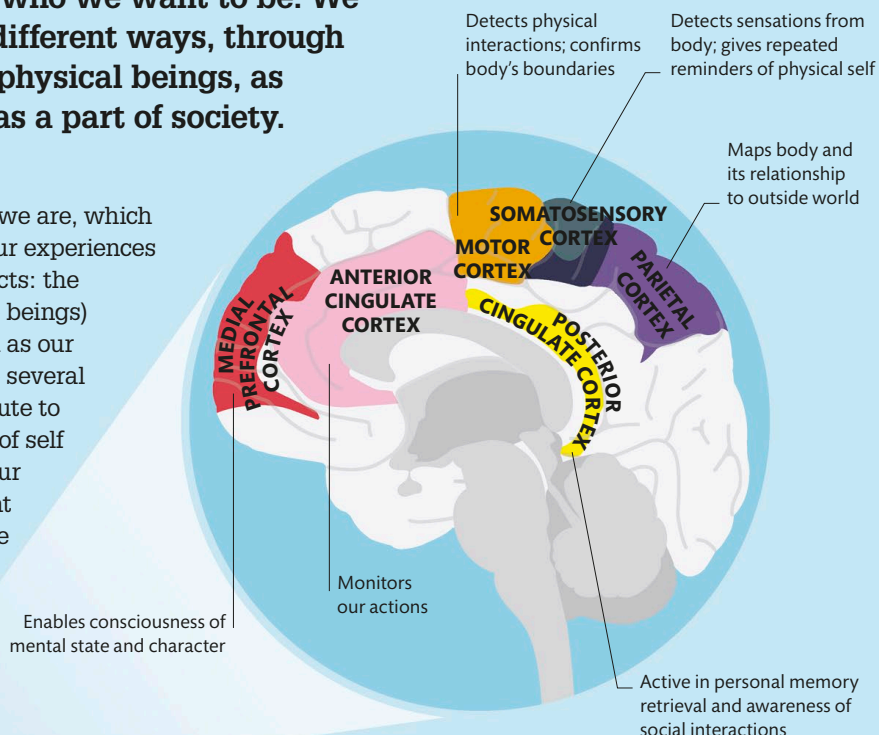 who we want to be. We
different ways, through
physical beings, as
as a part of society.
we are, which
ur experiences
cts: the
beings)
as our
several
ute to
of self
ur
t
e
Detects physical
interactions; confirms
body's boundaries
Detects sensations from
body; gives repeated
reminders of physical self
Maps body and
its relationship
to outside world
SOMATOSENSORY
CORTEX
MOTOR
CORTEX
PARIETAL
CORTEX
ANTERIOR
CINGULATE
CORTEX
MEDIAL
PREFRONTAL
CORTEX
POSTERIOR
CINGULATE CORTEX
Monitors
our actions
Enables consciousness of
mental state and character
Active in personal memory
retrieval and awareness of
social interactions